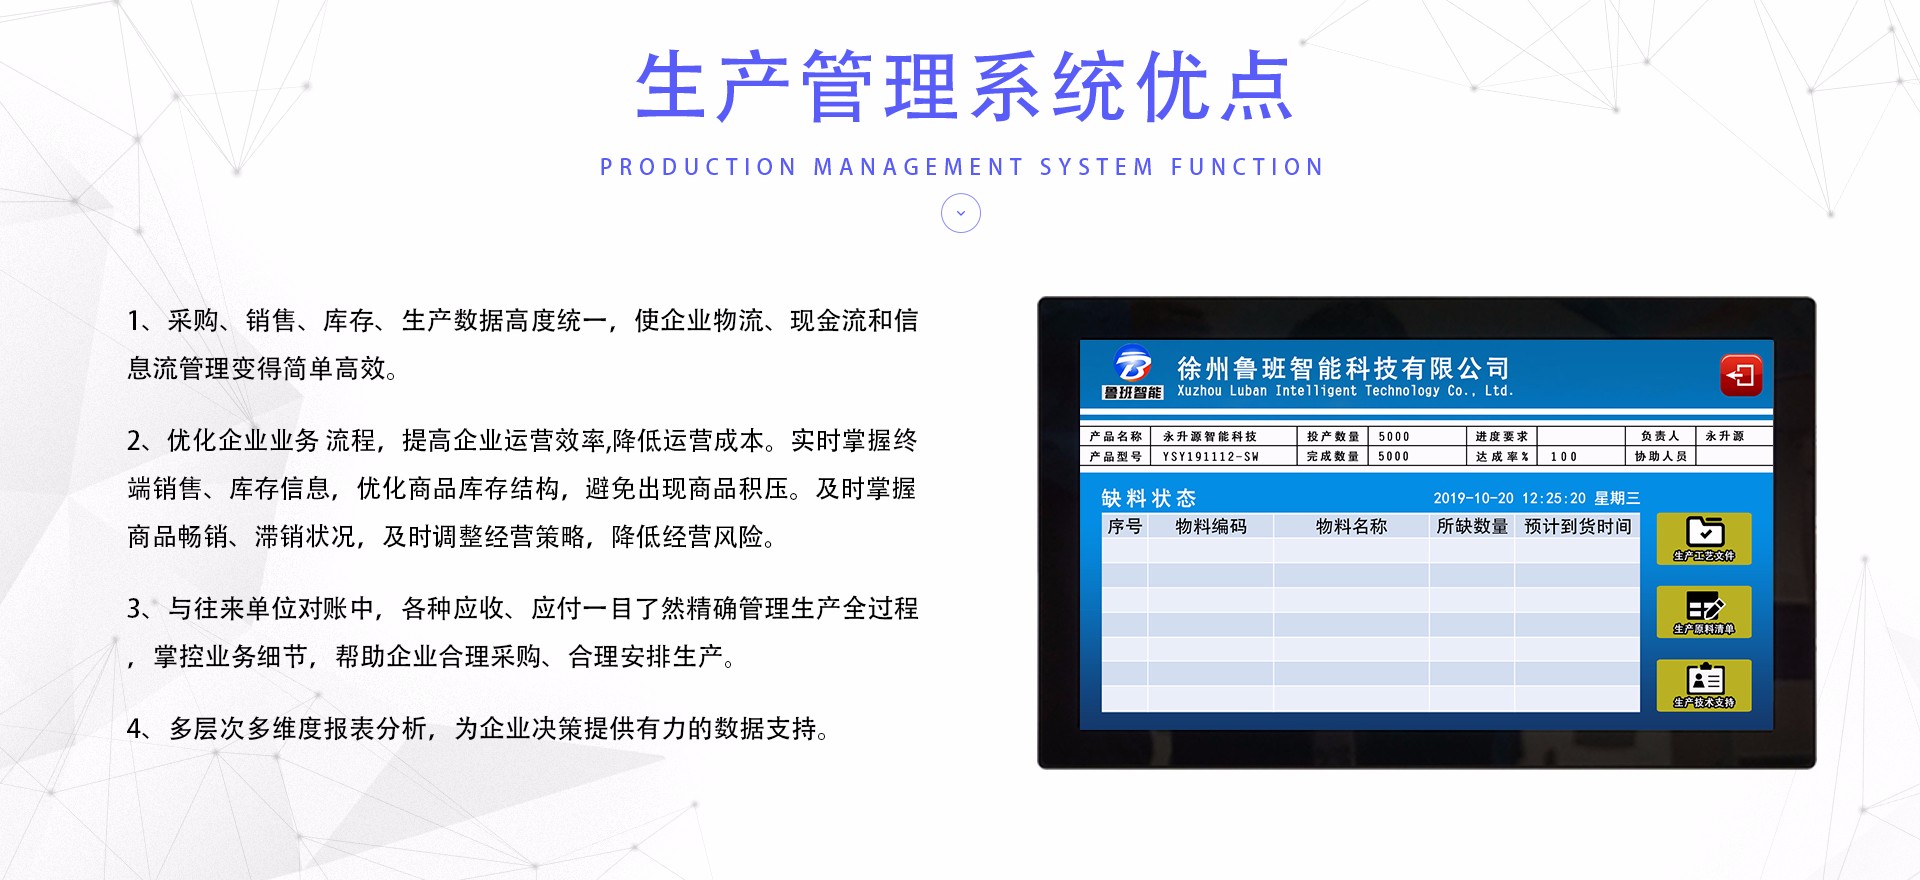 生产管理系统优点
PRODUCTION MANAGEMENT SYSTEM FUNCTION
1、采购、销售、库存、生产数据高度统一，使企业物流、现金流和信
息流管理变得简单高效。
2、优化企业业务 流程，提高企业运营效率,降低运营成本。实时掌握终
端销售、库存信息，优化商品库存结构，避免出现商品积压。及时掌握
商品畅销、滞销状况，及时调整经营策略，降低经营风险。
3、与往来单位对账中，各种应收、应付一目了然精确管理生产全过程
，掌控业务细节，帮助企业合理采购、合理安排生产。
4、多层次多维度报表分析，为企业决策提供有力的数据支持。
鲁班智能
徐州鲁班智能科技有限公司
Xuzhou Luban Intelligent Technology Co., Ltd.
产品名称 永升源智能科技 投产数量 5000 进度要求 负责人 永升源
产品型号 YSY191112-SW 完成数量 5000 达成率% 100 协助人员
缺料状态 2019-10-20 12:25:20 星期三
序号 物料编码 物料名称 所缺数量 预计到货时间
生产工艺文件
生产原料清单
生产技术支持